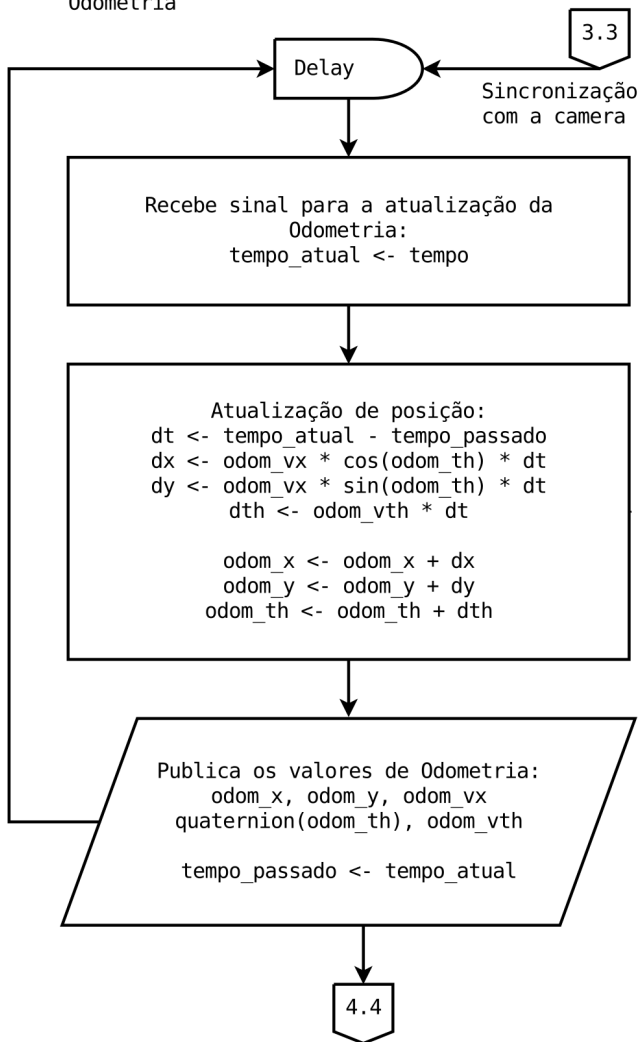 Odometria
3.3
Delay
Sincronização
com a camera
Recebe sinal para a atualização da
Odometria:
tempo_atual <- tempo
Atualização de posição:
dt <- tempo_atual - tempo_passado
dx <- odom_vx * cos(odom_th) * dt
dy <- odom_vx * sin(odom_th) * dt
dth <- odom_vth * dt
odom_x <- odom_x + dx
odom_y <- odom_y + dy
odom_th <- odom_th + dth
Publica os valores de Odometria:
odom_x, odom_y, odom_vx
quaternion(odom_th), odom_vth
tempo_passado <- tempo_atual
4.4